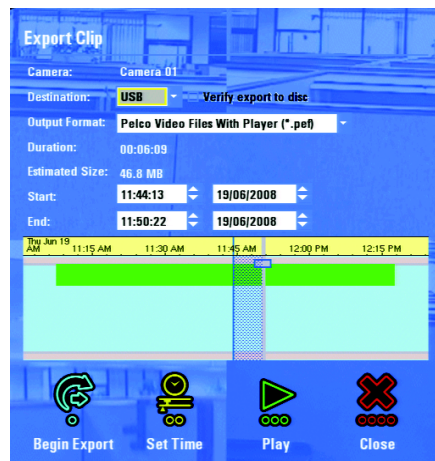 Export Clip
Camera: Camera 01
Destination: USB Verify export to disc
Output Format: Pelco Video Files With Player (*.pef)
Duration: 00:06:09
Estimated Size: 46.8 MB
Start: 11:44:13 19/06/2008
End: 11:50:22 19/06/2008
Thu Jun 19
AM 11:15 AM 11:30 AM 11:45 AM 12:00 PM 12:15 PM
Begin Export Set Time Play Close